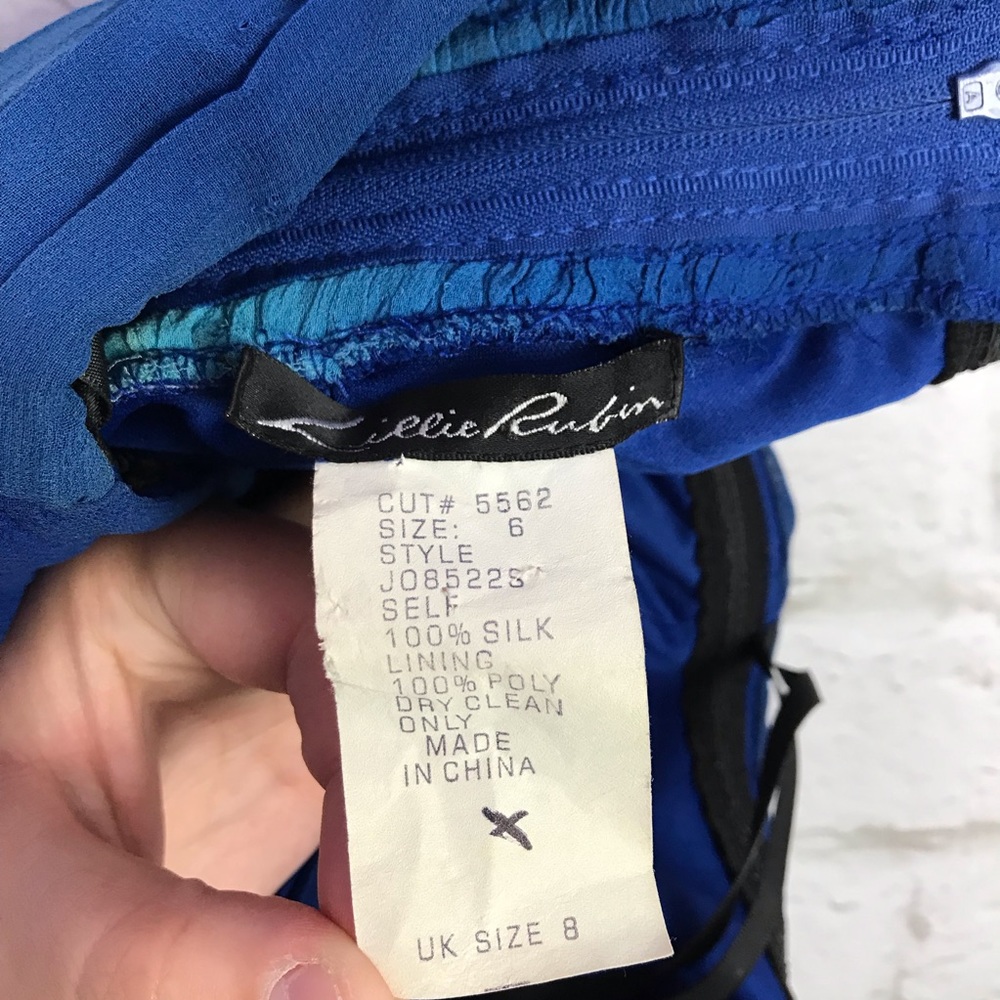 Lillie Rubin
CUT# 5562
SIZE: 6
STYLE
JO8522S
SELF
100% SILK
LINING
100% POLY
DRY CLEAN
ONLY
MADE
IN CHINA
X
UK SIZE 8